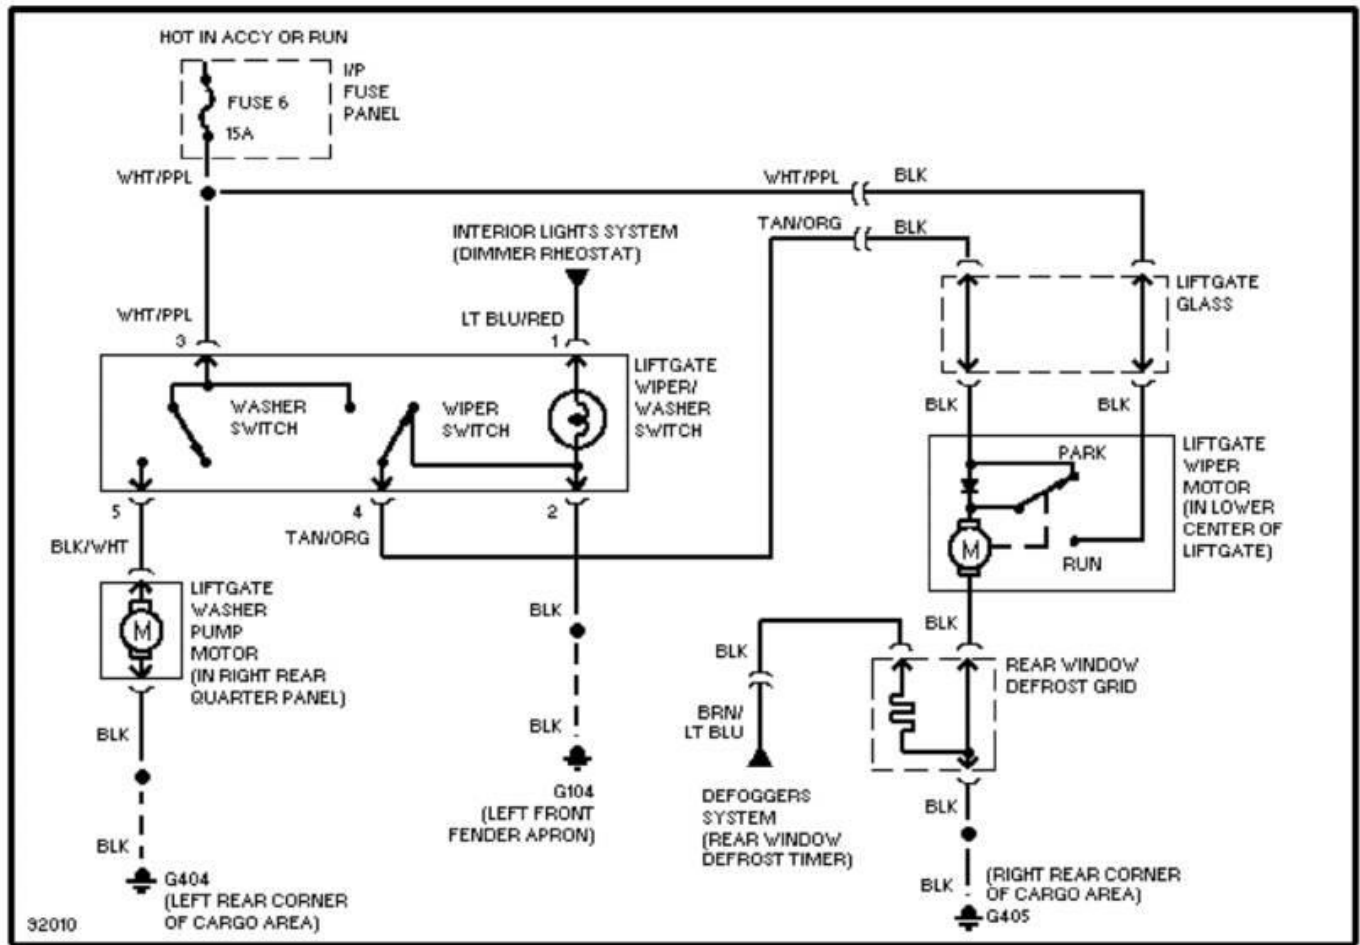 HOT IN ACCY OR RUN
I/P
FUSE
PANEL
FUSE 6
15A
WHT/PPL
WHT/PPL
BLK
TAN/ORG
BLK
INTERIOR LIGHTS SYSTEM
(DIMMER RHEOSTAT)
LIFTGATE
GLASS
WHT/PPL
LT BLU/RED
3
1
LIFTGATE
WIPER/
WASHER
SWITCH
WASHER
SWITCH
WIPER
SWITCH
BLK
BLK
PARK
LIFTGATE
WIPER
MOTOR
(IN LOWER
CENTER OF
LIFTGATE)
M
RUN
5
4
2
TAN/ORG
BLK/WHT
LIFTGATE
WASHER
PUMP
MOTOR
(IN RIGHT REAR
QUARTER PANEL)
M
BLK
BLK
BLK
REAR WINDOW
DEFROST GRID
BRN/
LT BLU
BLK
BLK
G104
(LEFT FRONT
FENDER APRON)
DEFOGGERS
SYSTEM
(REAR WINDOW
DEFROST TIMER)
BLK
BLK
G404
(LEFT REAR CORNER
OF CARGO AREA)
BLK
(RIGHT REAR CORNER
OF CARGO AREA)
G405
92010